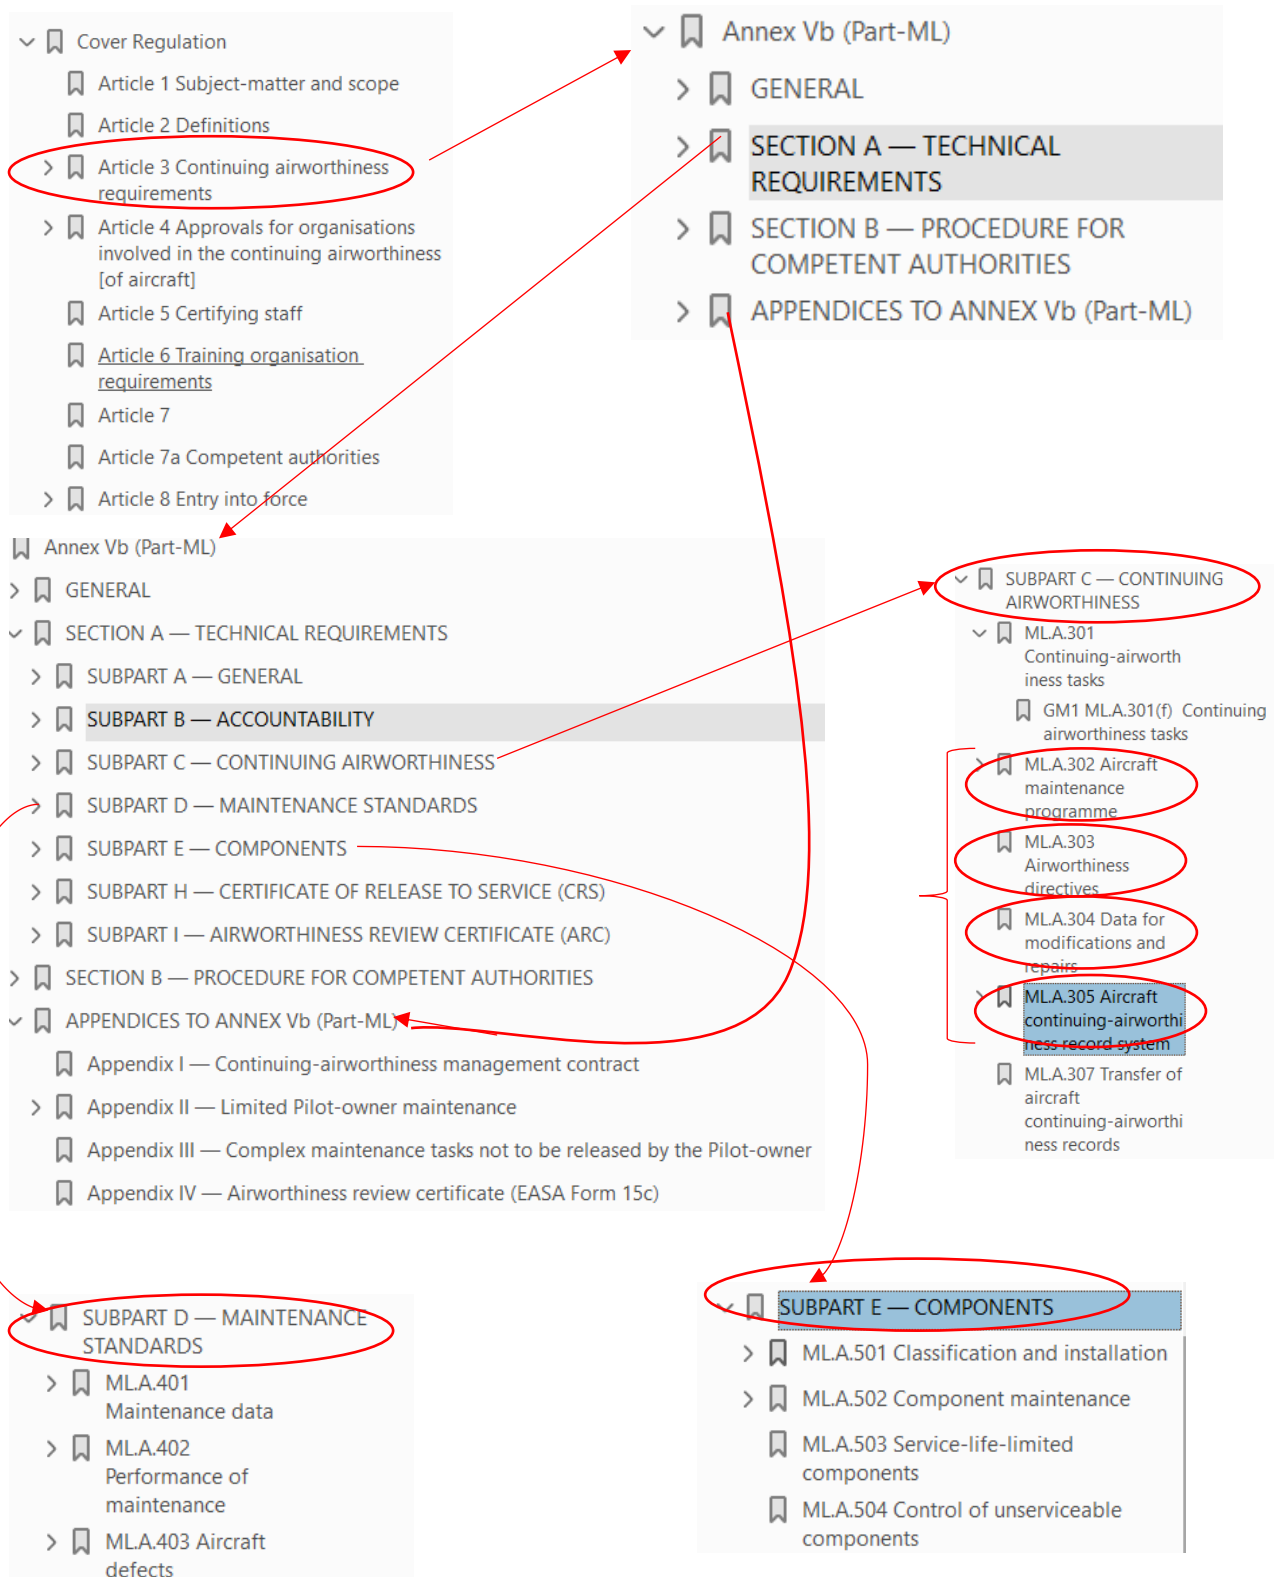 Cover Regulation
Article 1 Subject-matter and scope
Article 2 Definitions
Article 3 Continuing airworthiness
requirements
Article 4 Approvals for organisations
involved in the continuing airworthiness
[of aircraft]
Article 5 Certifying staff
Article 6 Training organisation
requirements
Article 7
Article 7a Competent authorities
Article 8 Entry into force
Annex Vb (Part-ML)
GENERAL
SECTION A — TECHNICAL
REQUIREMENTS
SECTION B — PROCEDURE FOR
COMPETENT AUTHORITIES
APPENDICES TO ANNEX Vb (Part-ML)
Annex Vb (Part-ML)
GENERAL
SECTION A — TECHNICAL REQUIREMENTS
SUBPART A — GENERAL
SUBPART B — ACCOUNTABILITY
SUBPART C — CONTINUING AIRWORTHINESS
SUBPART D — MAINTENANCE STANDARDS
SUBPART E — COMPONENTS
SUBPART H — CERTIFICATE OF RELEASE TO SERVICE (CRS)
SUBPART I — AIRWORTHINESS REVIEW CERTIFICATE (ARC)
SECTION B — PROCEDURE FOR COMPETENT AUTHORITIES
APPENDICES TO ANNEX Vb (Part-ML)
Appendix I — Continuing-airworthiness management contract
Appendix II — Limited Pilot-owner maintenance
Appendix III — Complex maintenance tasks not to be released by the Pilot-owner
Appendix IV — Airworthiness review certificate (EASA Form 15c)
SUBPART C — CONTINUING
AIRWORTHINESS
ML.A.301
Continuing-airworth
iness tasks
GM1 ML.A.301(f) Continuing
airworthiness tasks
ML.A.302 Aircraft
maintenance
programme
ML.A.303
Airworthiness
directives
ML.A.304 Data for
modifications and
repairs
ML.A.305 Aircraft
continuing-airworthi
ness record system
ML.A.307 Transfer of
aircraft
continuing-airworthi
ness records
SUBPART D — MAINTENANCE
STANDARDS
ML.A.401
Maintenance data
ML.A.402
Performance of
maintenance
ML.A.403 Aircraft
defects
SUBPART E — COMPONENTS
ML.A.501 Classification and installation
ML.A.502 Component maintenance
ML.A.503 Service-life-limited
components
ML.A.504 Control of unserviceable
components